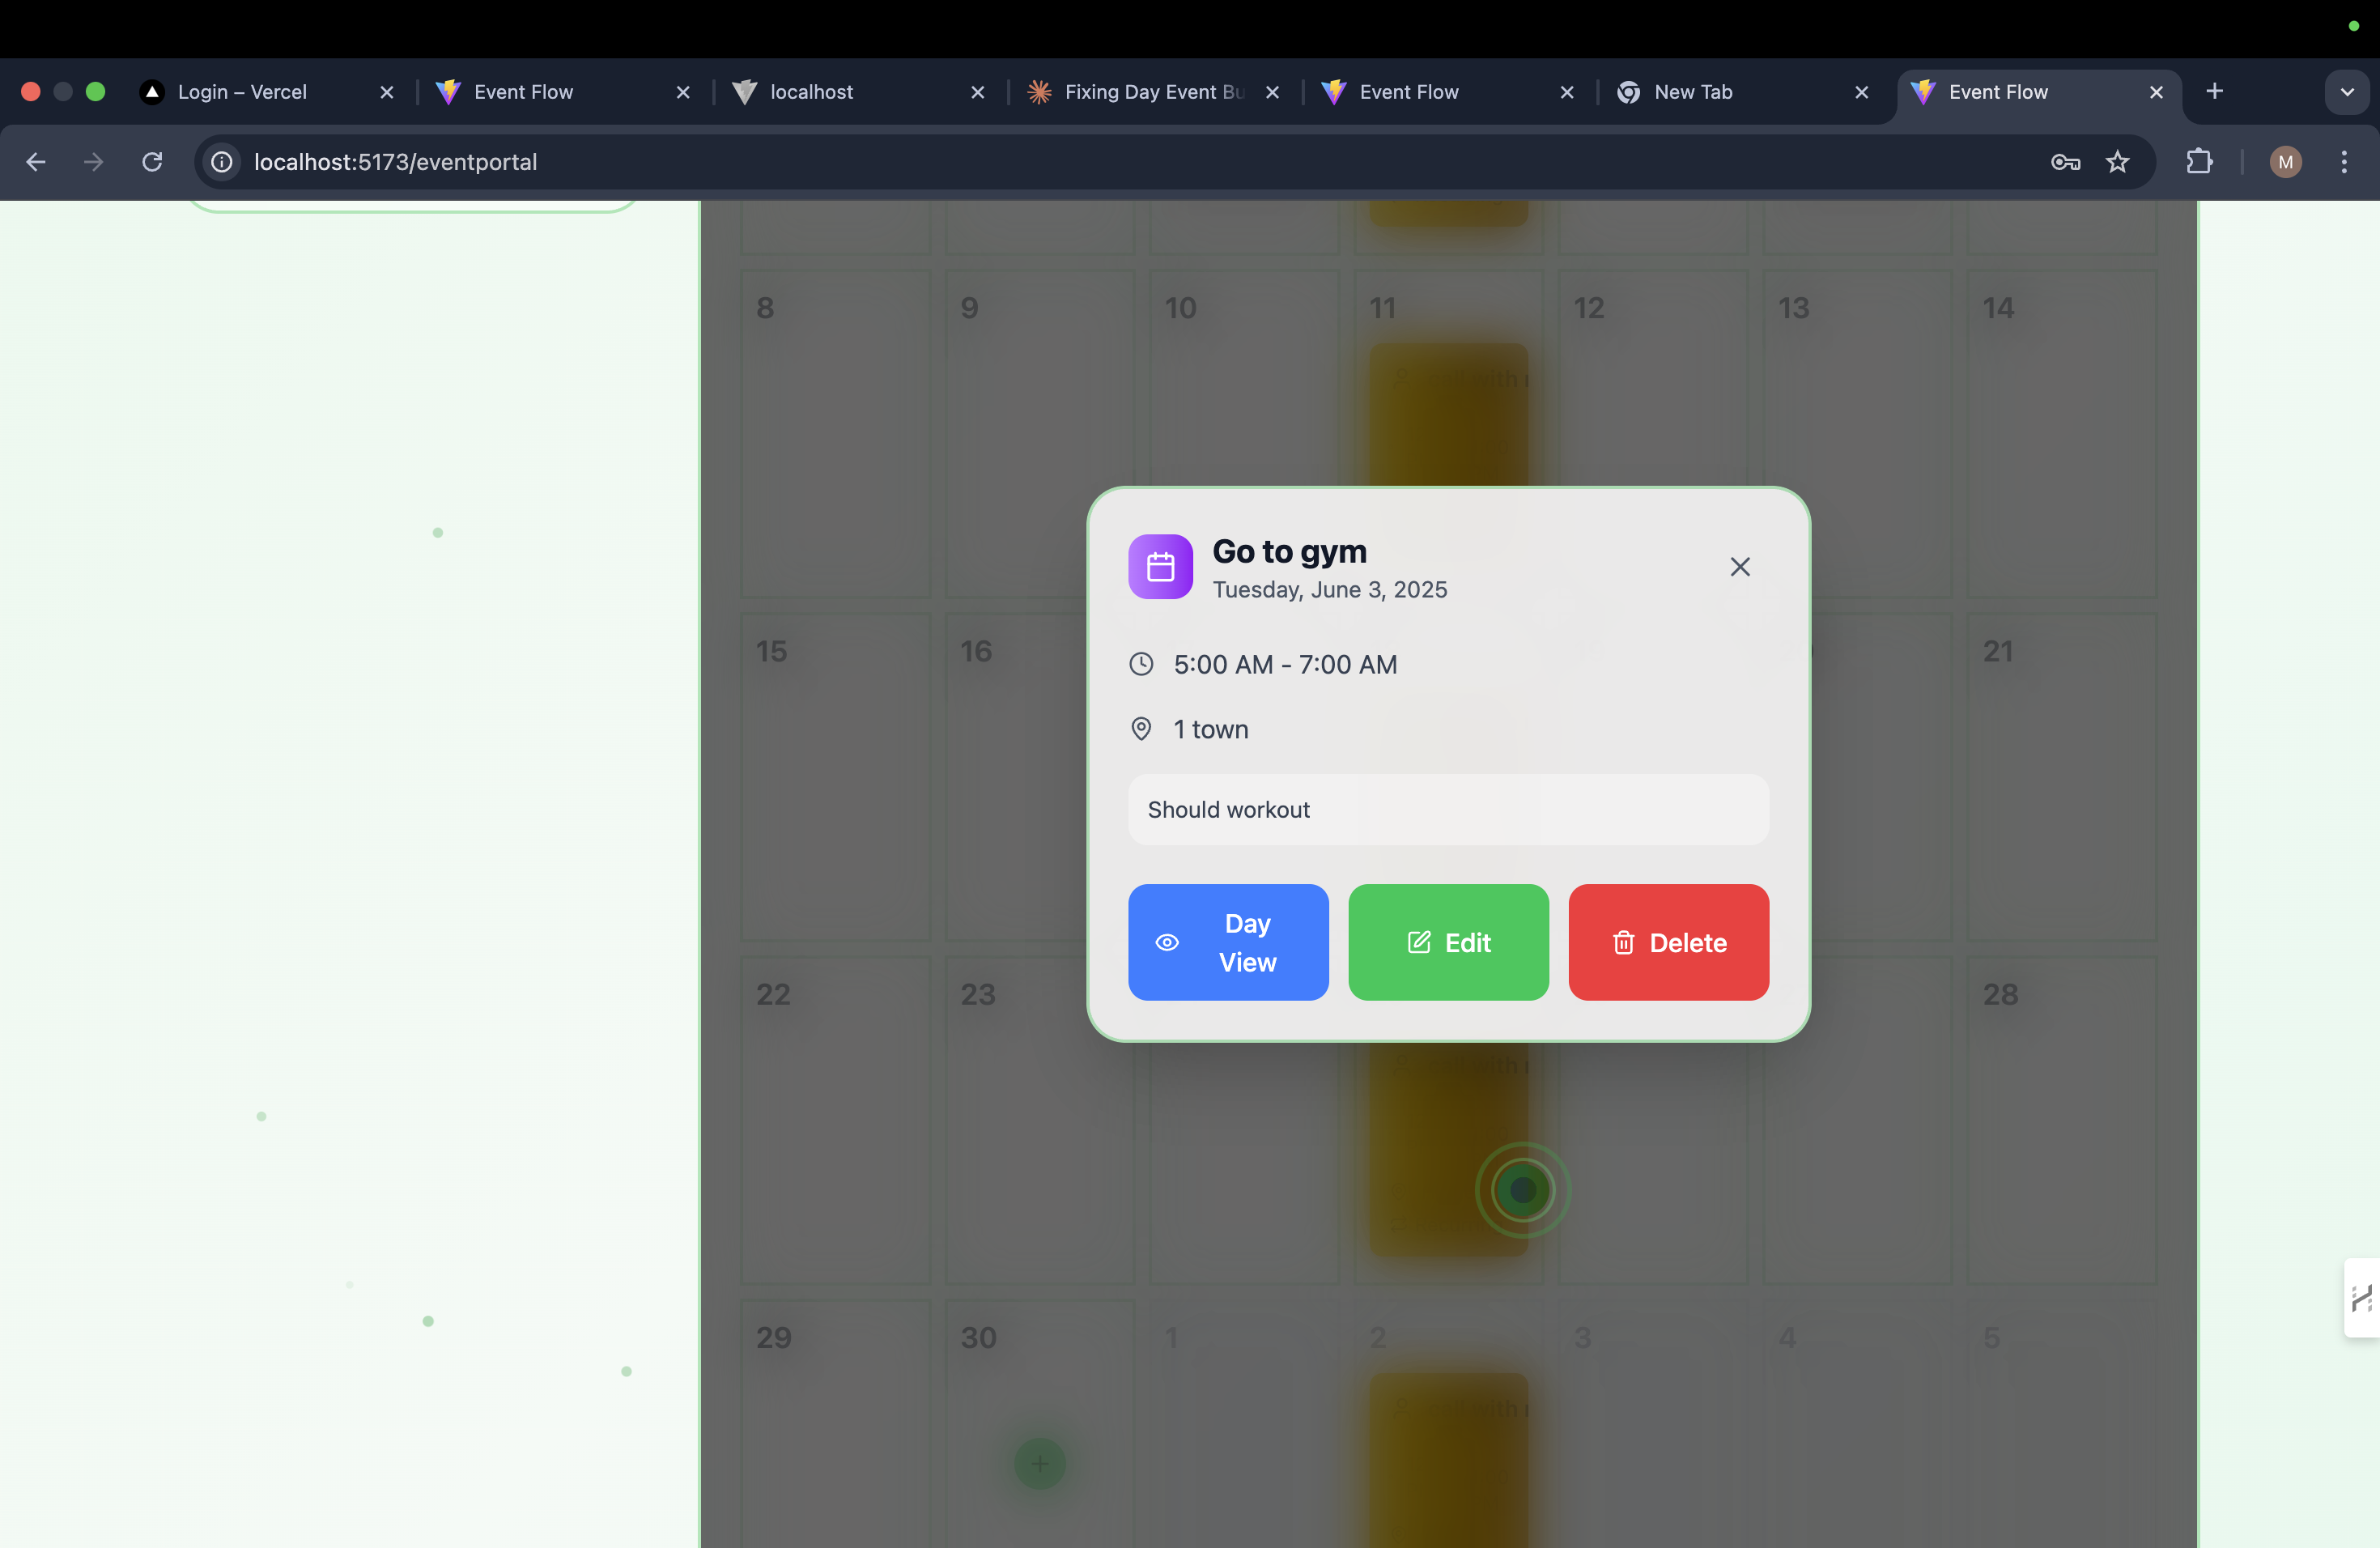 Login – Vercel
Event Flow
localhost
Fixing Day Event Bu
Event Flow
New Tab
Event Flow
localhost:5173/eventportal
M
8 9 10 11 12 13 14
with
15 16 21
22 23 28
with
29 30 1 2 3 4 5
with
Go to gym
Tuesday, June 3, 2025
5:00 AM - 7:00 AM
1 town
Should workout
Day
View
Edit
Delete